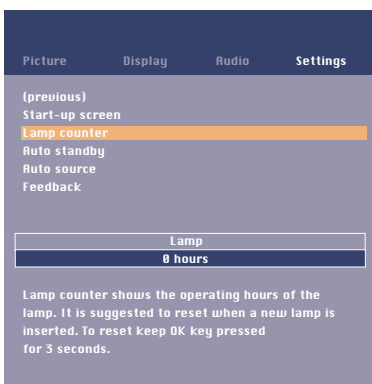 Picture Display Audio Settings
(previous)
Start-up screen
Lamp counter
Auto standby
Auto source
Feedback
Lamp
0 hours
Lamp counter shows the operating hours of the
lamp. It is suggested to reset when a new lamp is
inserted. To reset keep OK key pressed
for 3 seconds.